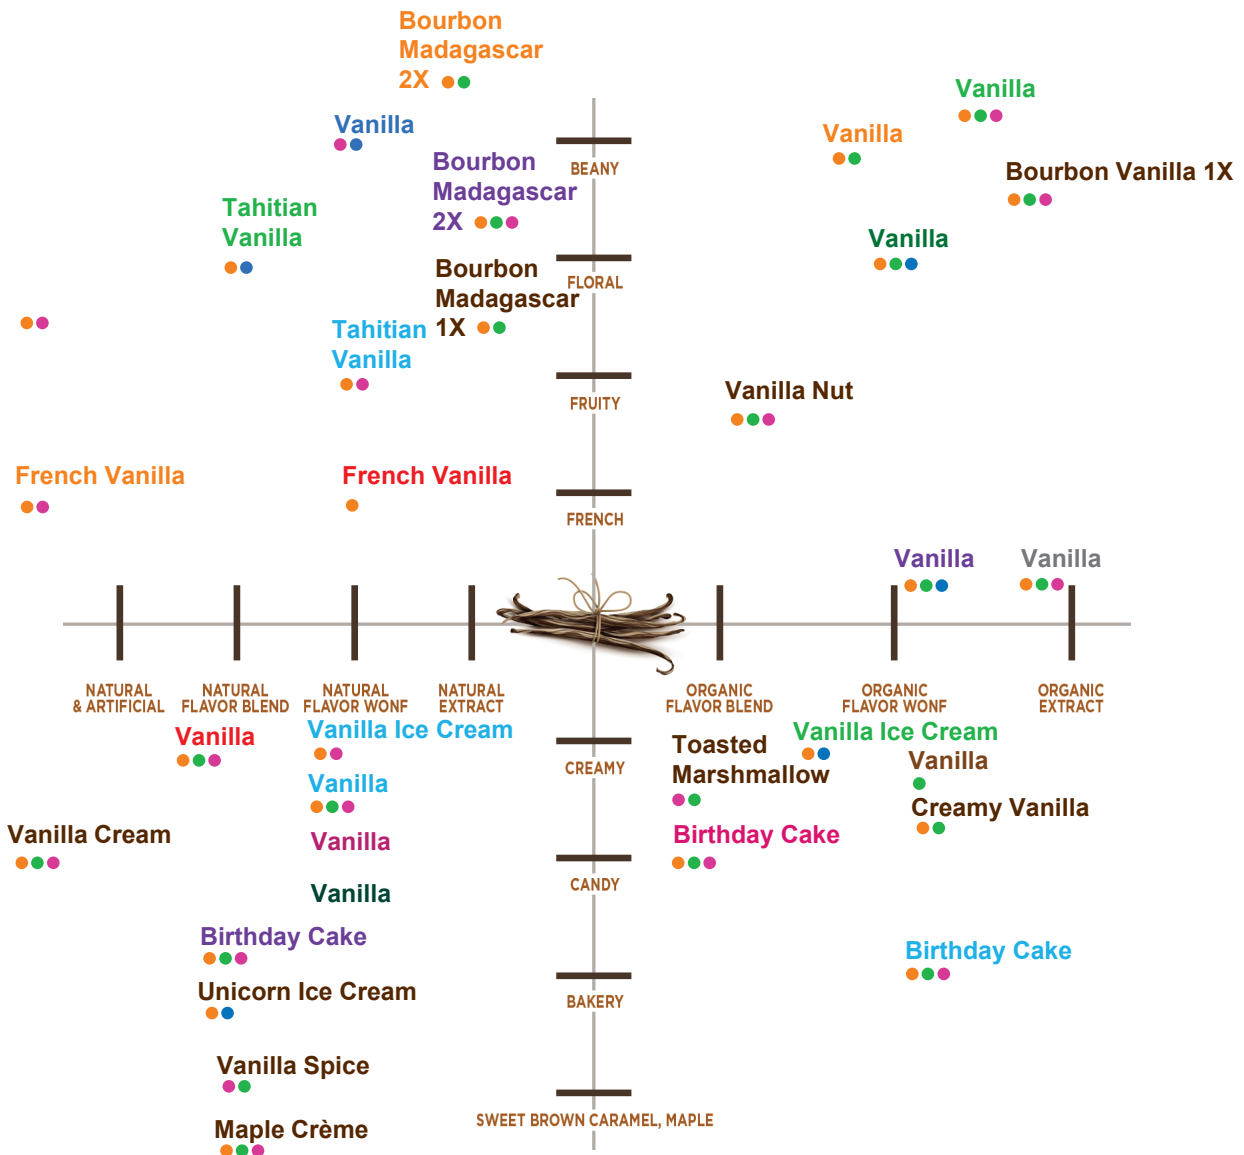 Bourbon
Madagascar
2X
Vanilla
Vanilla
Vanilla
Bourbon
Madagascar
2X
BEANY
Bourbon Vanilla 1X
Tahitian
Vanilla
Vanilla
Bourbon
Madagascar
1X
FLORAL
Tahitian
Vanilla
Vanilla Nut
FRUITY
French Vanilla
French Vanilla
FRENCH
Vanilla
Vanilla
NATURAL
& ARTIFICIAL
NATURAL
FLAVOR BLEND
NATURAL
FLAVOR WONF
NATURAL
EXTRACT
ORGANIC
FLAVOR BLEND
ORGANIC
FLAVOR WONF
ORGANIC
EXTRACT
Vanilla
Vanilla Ice Cream
CREAMY
Toasted
Marshmallow
Vanilla Ice Cream
Vanilla
Vanilla
Creamy Vanilla
Vanilla Cream
Vanilla
Birthday Cake
CANDY
Vanilla
Birthday Cake
Birthday Cake
Unicorn Ice Cream
BAKERY
Vanilla Spice
SWEET BROWN CARAMEL, MAPLE
Maple Crème